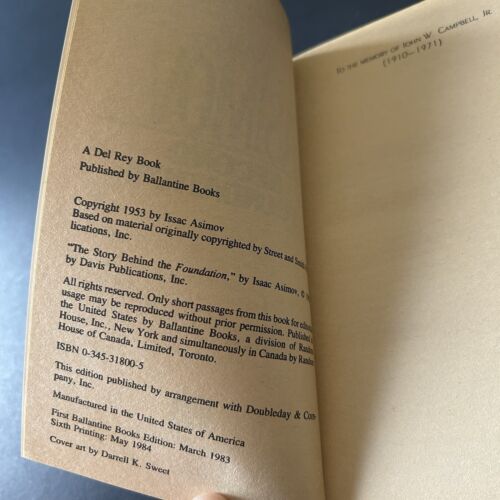 A Del Rey Book
Published by Ballantine Books
Copyright 1953 by Issac Asimov
Based on material originally copyrighted by Street and Smith
lications, Inc.
"The Story Behind the Foundation," by Isaac Asimov, ©
by Davis Publications, Inc.
All rights reserved. Only short passages from this book for editorial
usage may be reproduced without prior permission. Published
the United States by Ballantine Books, a division of Random
House, Inc., New York and simultaneously in Canada by Random
House of Canada, Limited, Toronto.
ISBN 0-345-31800-5
This edition published by arrangement with Doubleday & Com-
pany, Inc.
Manufactured in the United States of America
First Ballantine Books Edition: March 1983
Sixth Printing: May 1984
Cover art by Darrell K. Sweet
TO THE MEMORY OF JOHN W. CAMPBELL, JR.
(1910–1971)